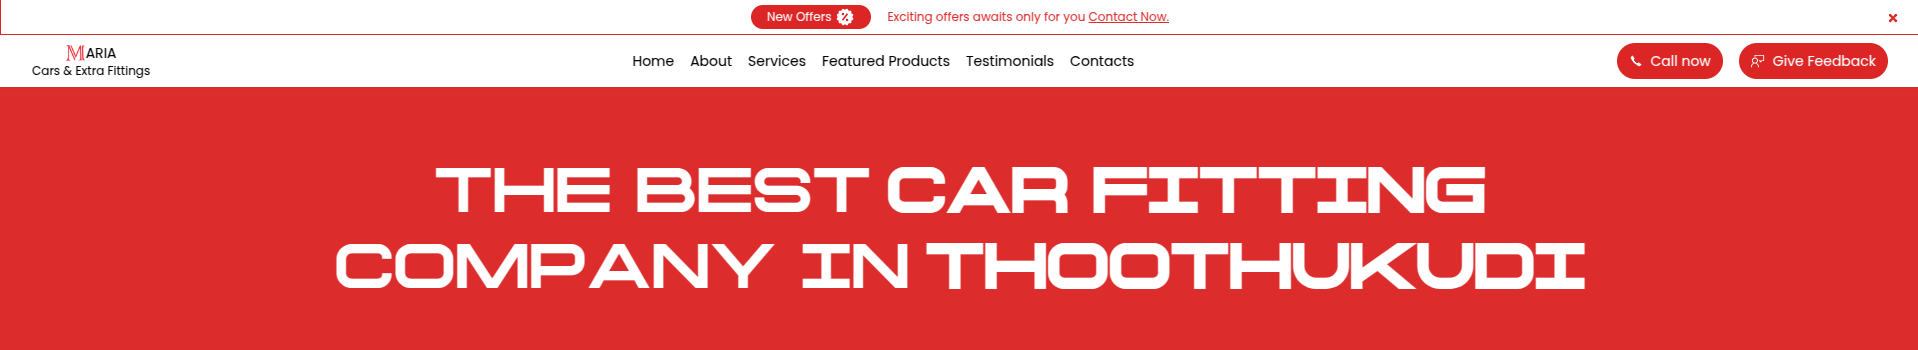 New Offers
Exciting offers awaits only for you Contact Now.
MARIA
Cars & Extra Fittings
Home
About
Services
Featured Products
Testimonials
Contacts
Call now
Give Feedback
THE BEST CAR FITTING
COMPANY IN THOOTHUKUDI